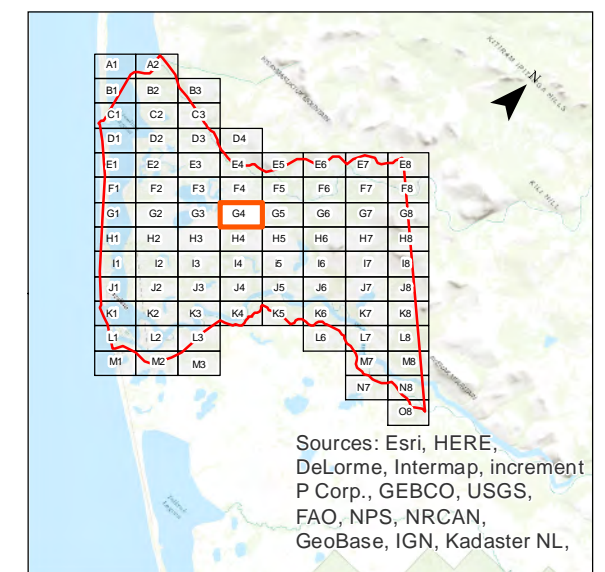 N
KILI HILL
A1 A2
B1 B2 B3
C1 C2 C3
D1 D2 D3 D4
E1 E2 E3 E4 E5 E6 E7 E8
F1 F2 F3 F4 F5 F6 F7 F8
G1 G2 G3 G4 G5 G6 G7 G8
H1 H2 H3 H4 H5 H6 H7 H8
I1 I2 I3 I4 i5 I6 I7 I8
J1 J2 J3 J4 J5 J6 J7 J8
K1 K2 K3 K4 K5 K6 K7 K8
L1 L2 L3 L6 L7 L8
M1 M2 M3 M7 M8
N7 N8
O8
Sources: Esri, HERE,
DeLorme, Intermap, increment
P Corp., GEBCO, USGS,
FAO, NPS, NRCAN,
GeoBase, IGN, Kadaster NL,